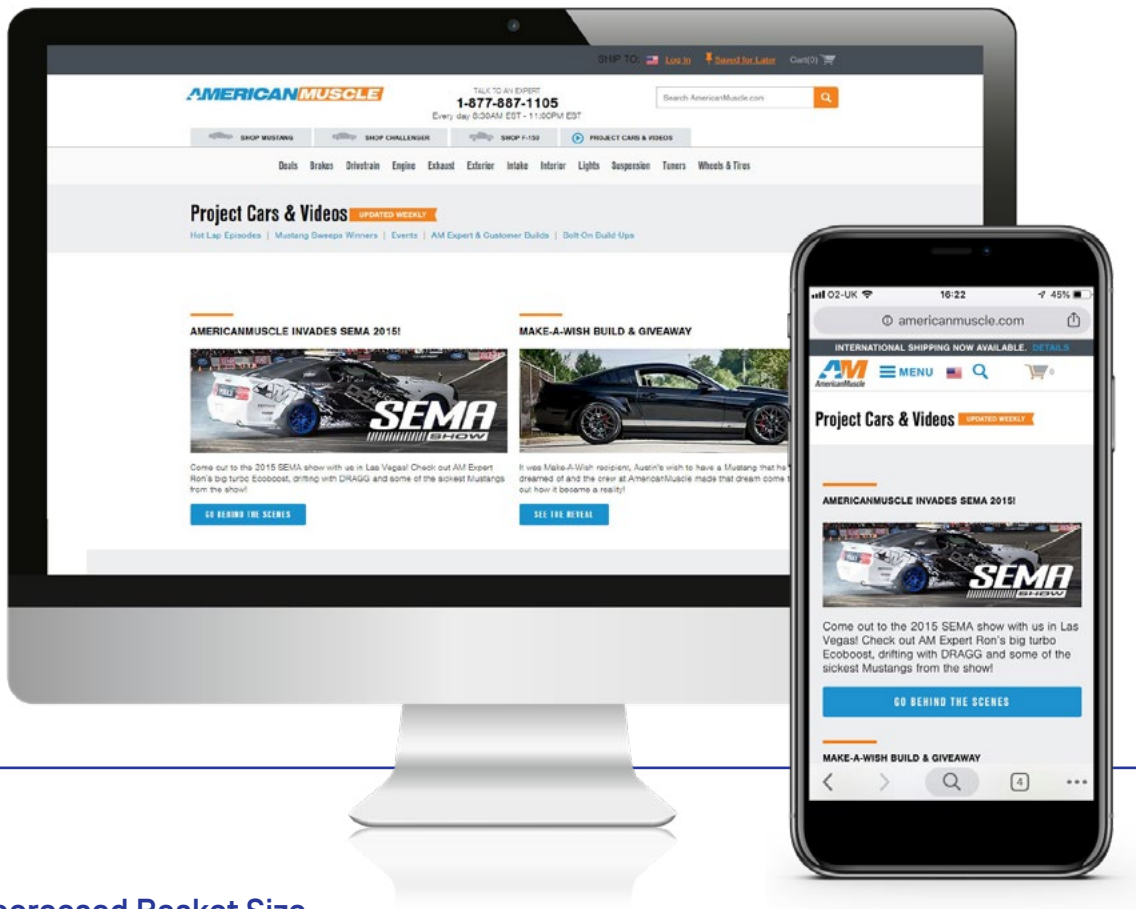 SHIP TO: Log In Saved for Later Cart(0)
AMERICANMUSCLE
TALK TO AN EXPERT
1-877-887-1105
Every day 8:30AM EST - 11:00PM EST
Search AmericanMuscle.com
SHOP MUSTANG SHOP CHALLENGER SHOP F-150 PROJECT CARS & VIDEOS
Deals Brakes Drivetrain Engine Exhaust Exterior Intake Interior Lights Suspension Tuners Wheels & Tires
Project Cars & Videos UPDATED WEEKLY
Hot Lap Episodes | Mustang Sweeps Winners | Events | AM Expert & Customer Builds | Bolt-On Build-Ups
AMERICANMUSCLE INVADES SEMA 2015!
SEMA
SHOW
Come out to the 2015 SEMA show with us in Las Vegas! Check out AM Expert
Ron's big turbo Ecoboost, drifting with DRAGG and some of the sickest Mustangs
from the show!
GO BEHIND THE SCENES
MAKE-A-WISH BUILD & GIVEAWAY
It was Make-A-Wish recipient, Austin's wish to have a Mustang that he
dreamed of and the crew at AmericanMuscle made that dream come
out how it became a reality!
SEE THE REVEAL
O2-UK 16:22 45%
americanmuscle.com
INTERNATIONAL SHIPPING NOW AVAILABLE. DETAILS
AM
AmericanMuscle
MENU 0
Project Cars & Videos UPDATED WEEKLY
AMERICANMUSCLE INVADES SEMA 2015!
SEMA
SHOW
Come out to the 2015 SEMA show with us in Las
Vegas! Check out AM Expert Ron's big turbo
Ecoboost, drifting with DRAGG and some of the
sickest Mustangs from the show!
GO BEHIND THE SCENES
MAKE-A-WISH BUILD & GIVEAWAY
4
Basket Size